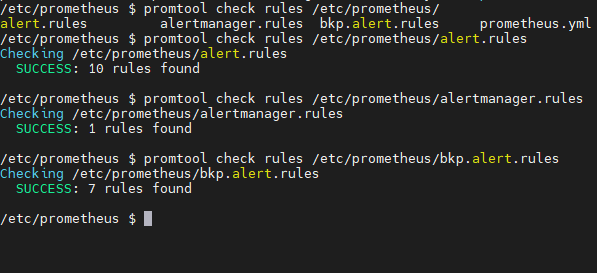 /etc/prometheus $ promtool check rules /etc/prometheus/
alert.rules alertmanager.rules bkp.alert.rules prometheus.yml
/etc/prometheus $ promtool check rules /etc/prometheus/alert.rules
Checking /etc/prometheus/alert.rules
SUCCESS: 10 rules found
/etc/prometheus $ promtool check rules /etc/prometheus/alertmanager.rules
Checking /etc/prometheus/alertmanager.rules
SUCCESS: 1 rules found
/etc/prometheus $ promtool check rules /etc/prometheus/bkp.alert.rules
Checking /etc/prometheus/bkp.alert.rules
SUCCESS: 7 rules found
/etc/prometheus $